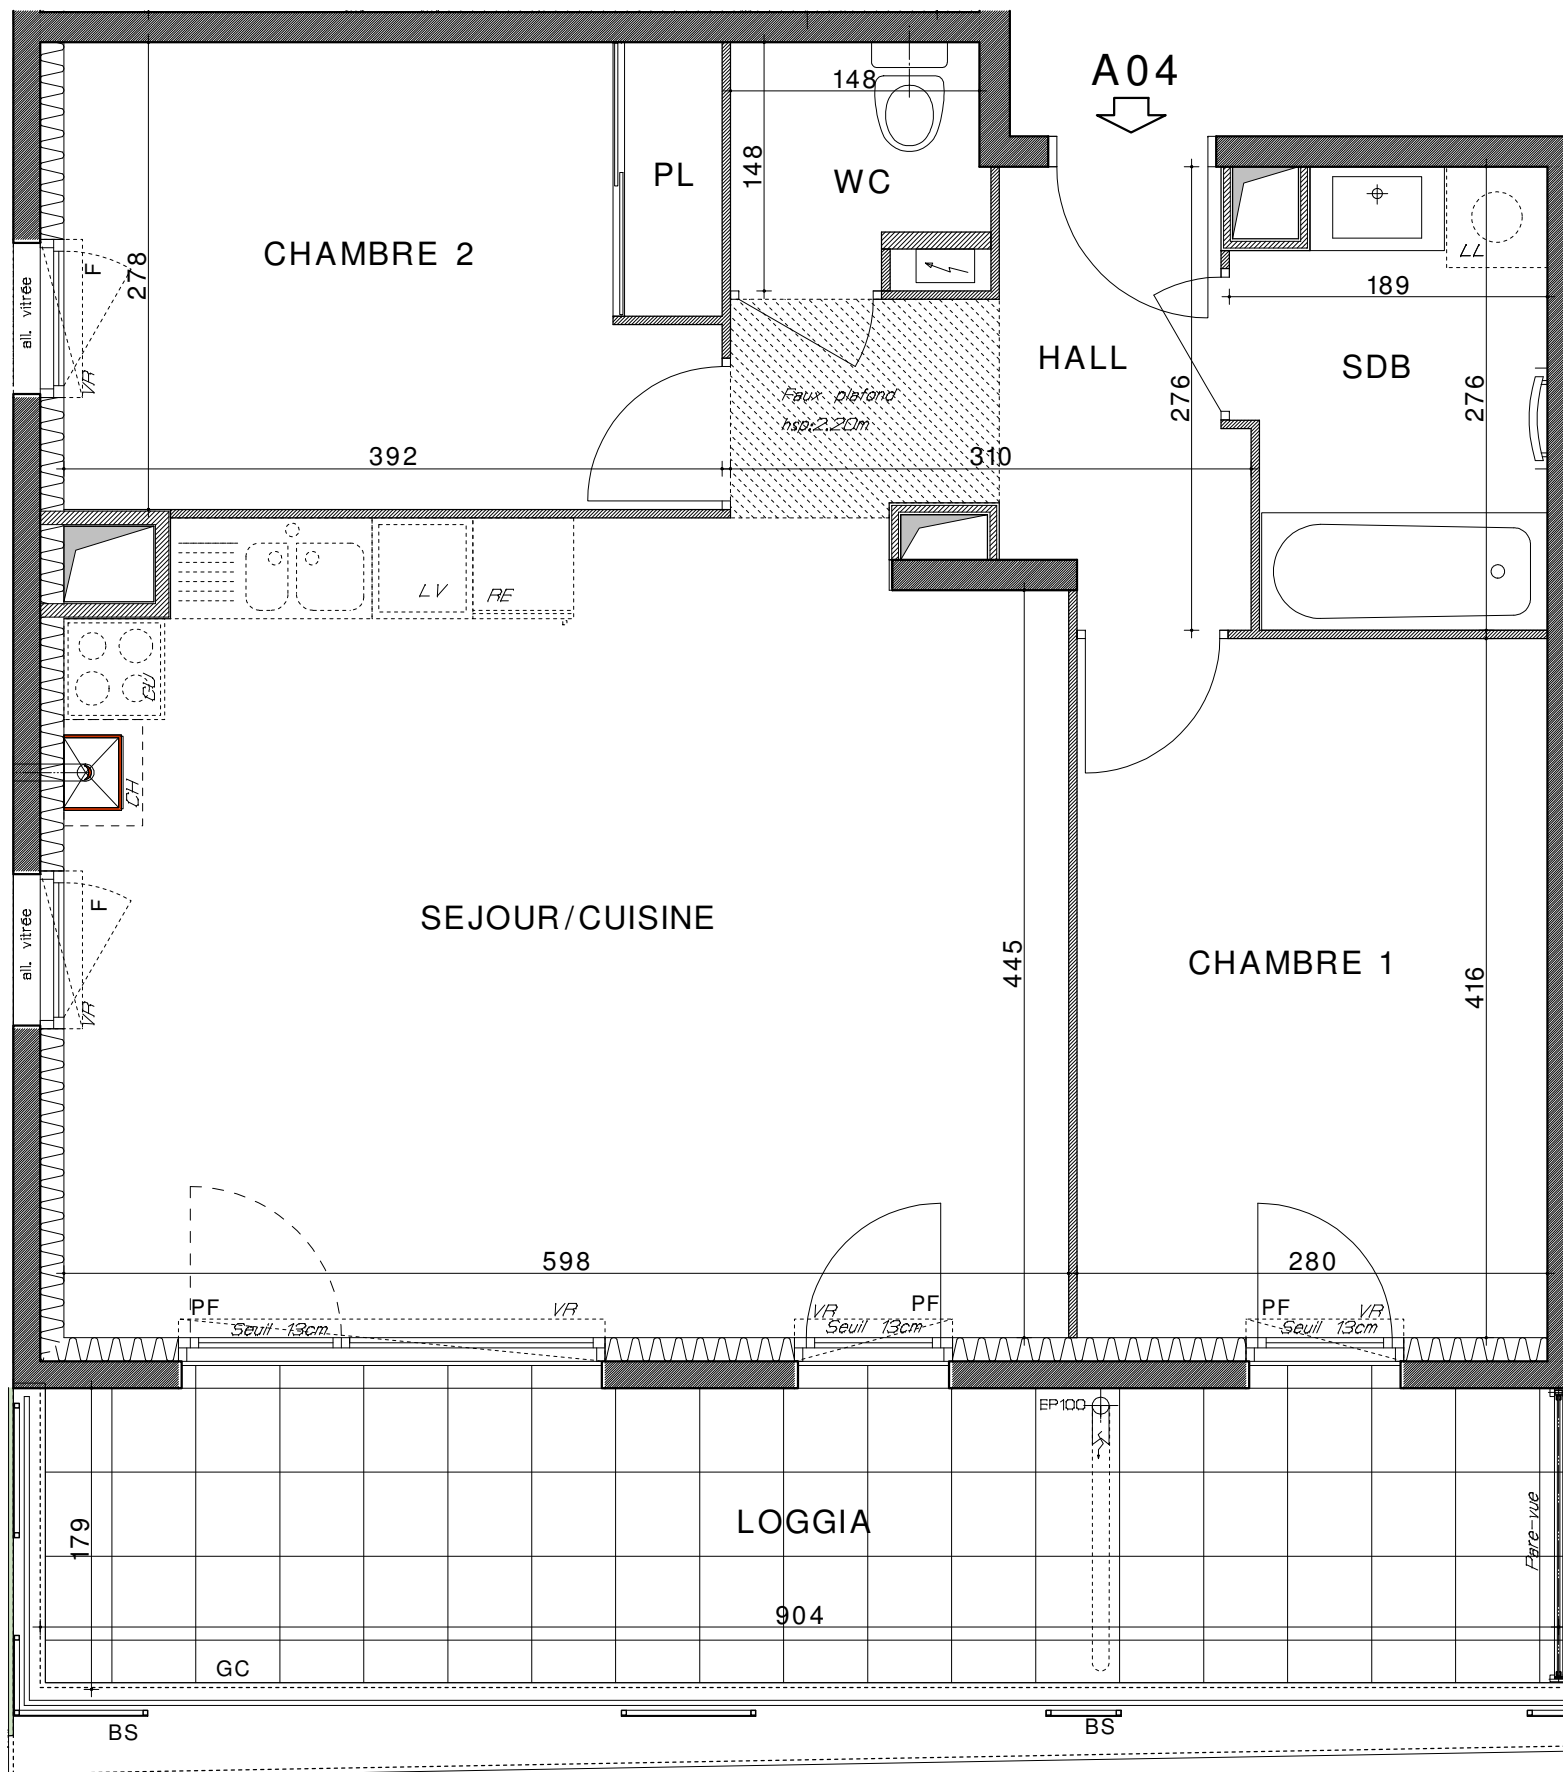 A04
148
PL
148
WC
CHAMBRE 2
278
F
all. vitrée
VR
LL
189
HALL
SDB
276
276
Faux plafond
hsp:2.20m
392
310
LV
RE
CU
CH
F
all. vitrée
VR
SEJOUR/CUISINE
445
CHAMBRE 1
416
598
280
PF
VR
Seuil 13cm
VR
PF
Seuil 13cm
PF
VR
Seuil 13cm
EP100
LOGGIA
179
Pare-vue
904
GC
BS
BS